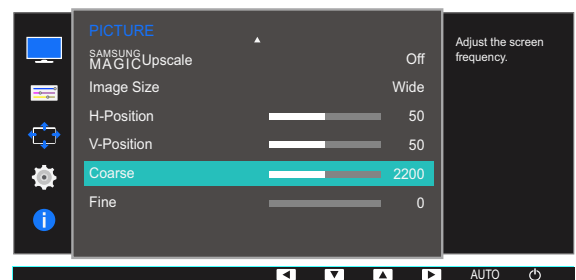 PICTURE
SAMSUNG MAGIC Upscale Off
Image Size Wide
H-Position 50
V-Position 50
Coarse 2200
Fine 0
Adjust the screen
frequency.
AUTO